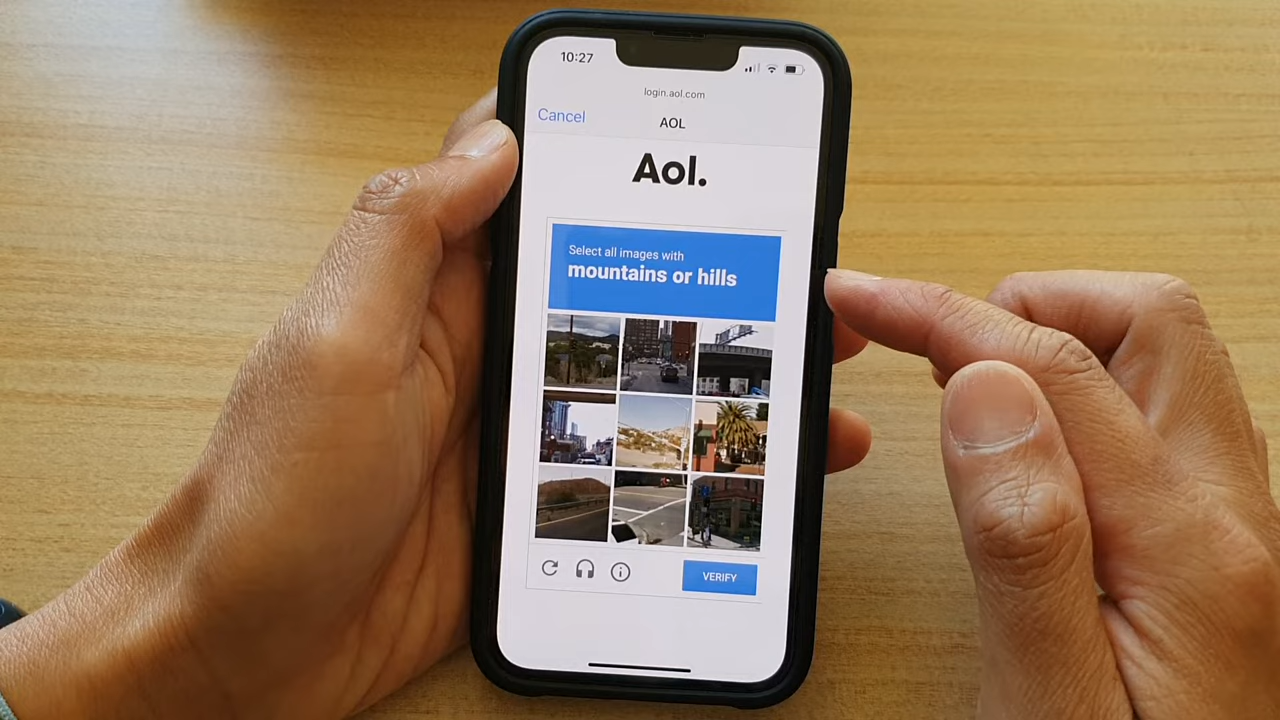 10:27
login.aol.com
Cancel
AOL
Aol.
Select all images with
mountains or hills
VERIFY